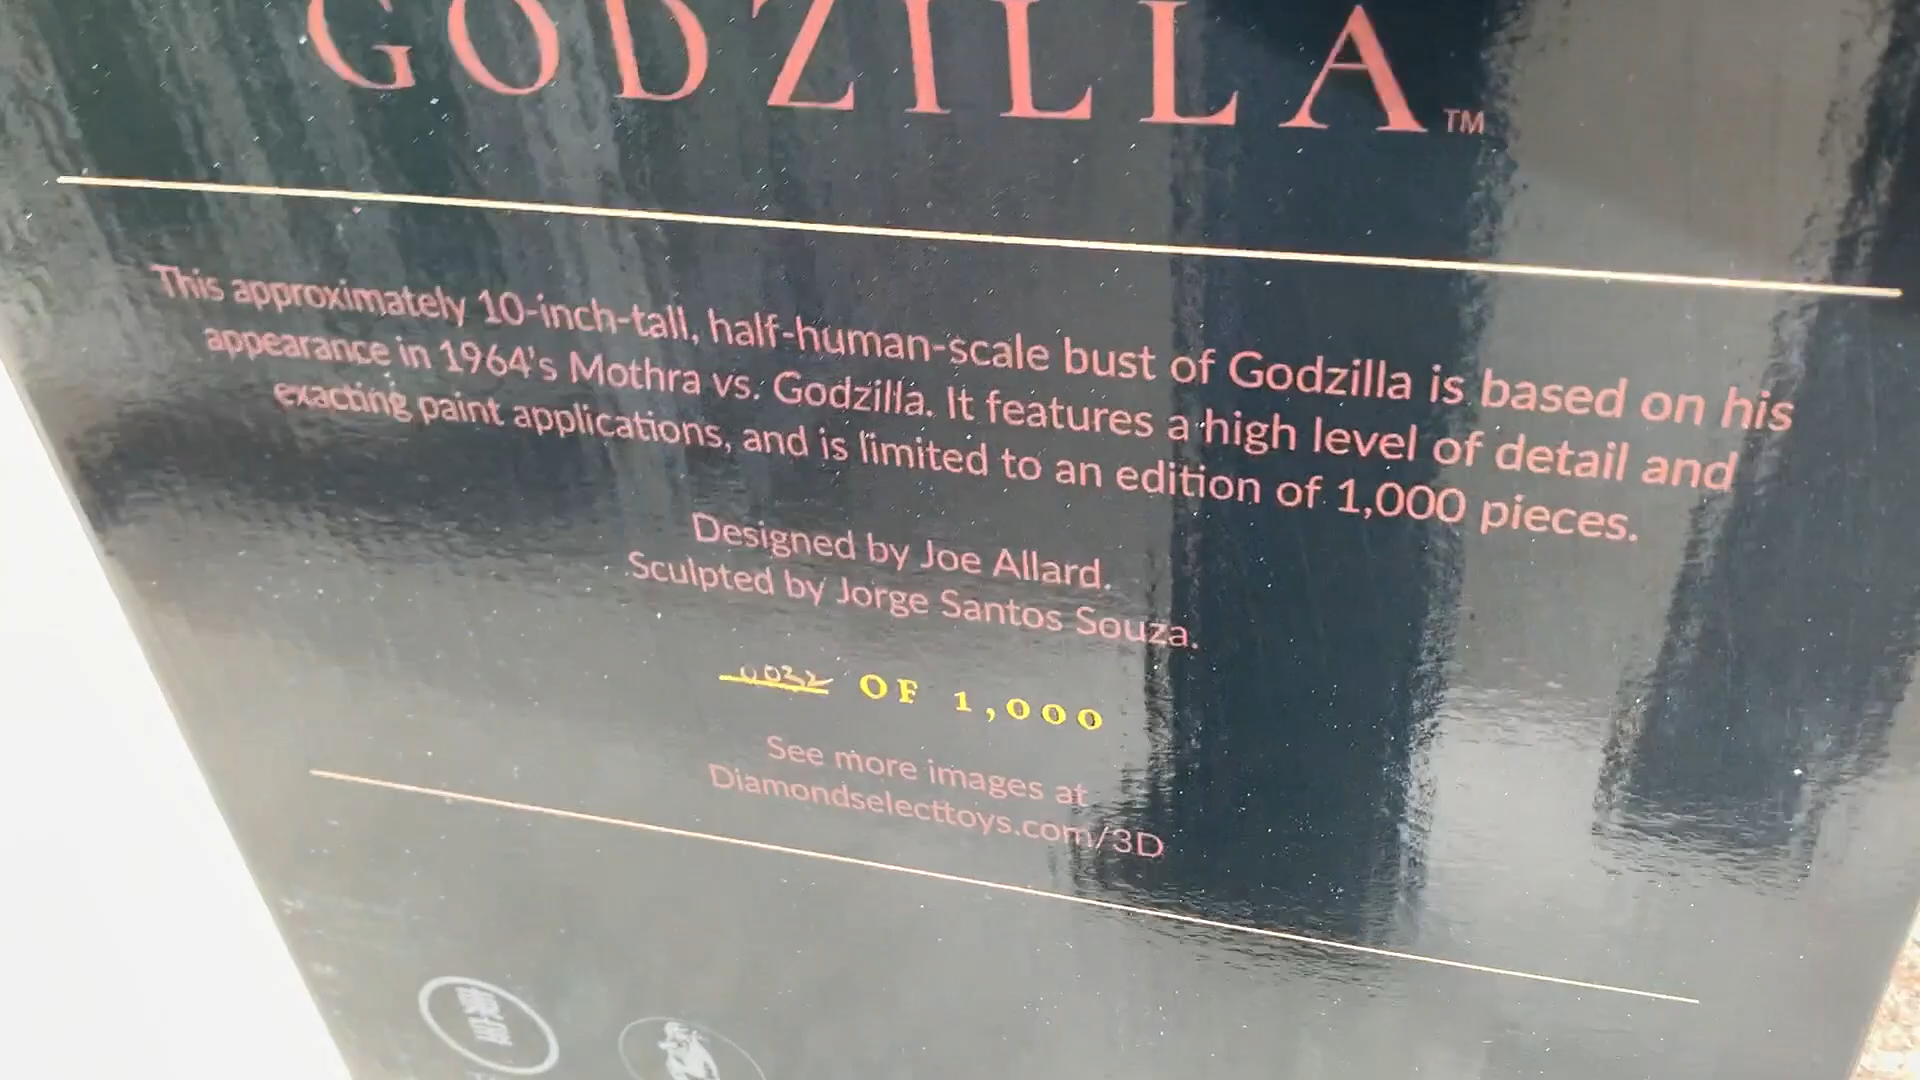 GODZILLA™
This approximately 10-inch-tall, half-human-scale bust of Godzilla is based on his
appearance in 1964's Mothra vs. Godzilla. It features a high level of detail and
exacting paint applications, and is limited to an edition of 1,000 pieces.
Designed by Joe Allard.
Sculpted by Jorge Santos Souza.
0032 OF 1,000
See more images at
Diamondselecttoys.com/3D